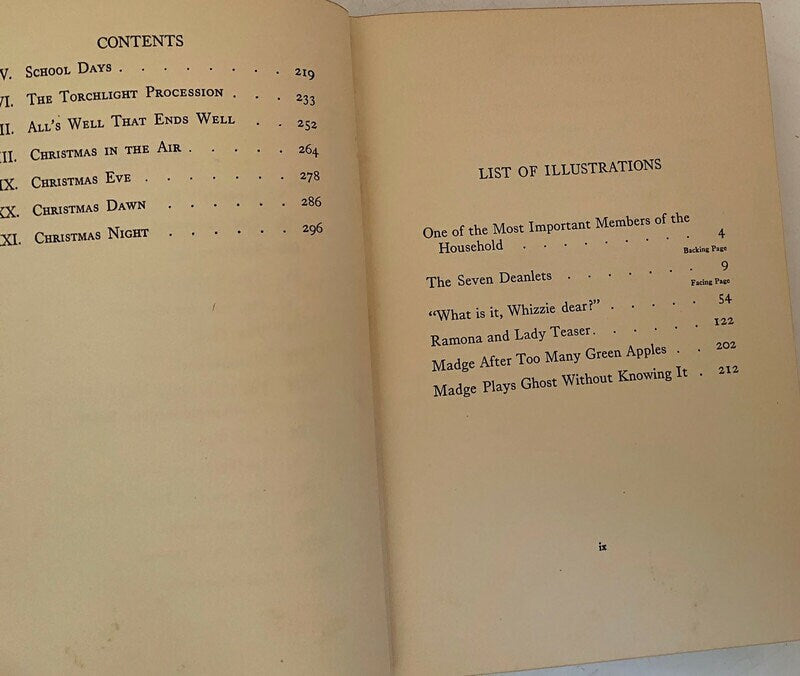 CONTENTS
V. SCHOOL DAYS . . . . . . . . 219
VI. THE TORCHLIGHT PROCESSION . . . 233
II. ALL'S WELL THAT ENDS WELL . . 252
III. CHRISTMAS IN THE AIR . . . . . 264
IX. CHRISTMAS EVE . . . . . . . 278
XX. CHRISTMAS DAWN . . . . . . 286
XXI. CHRISTMAS NIGHT . . . . . . 296
LIST OF ILLUSTRATIONS
One of the Most Important Members of the
Household . . . . . . . . . 4
Backing Page
The Seven Deanlets . . . . . . . 9
Facing Page
"What is it, Whizzie dear?" . . . . . 54
Ramona and Lady Teaser . . . . . . 122
Madge After Too Many Green Apples . . 202
Madge Plays Ghost Without Knowing It . 212
ix